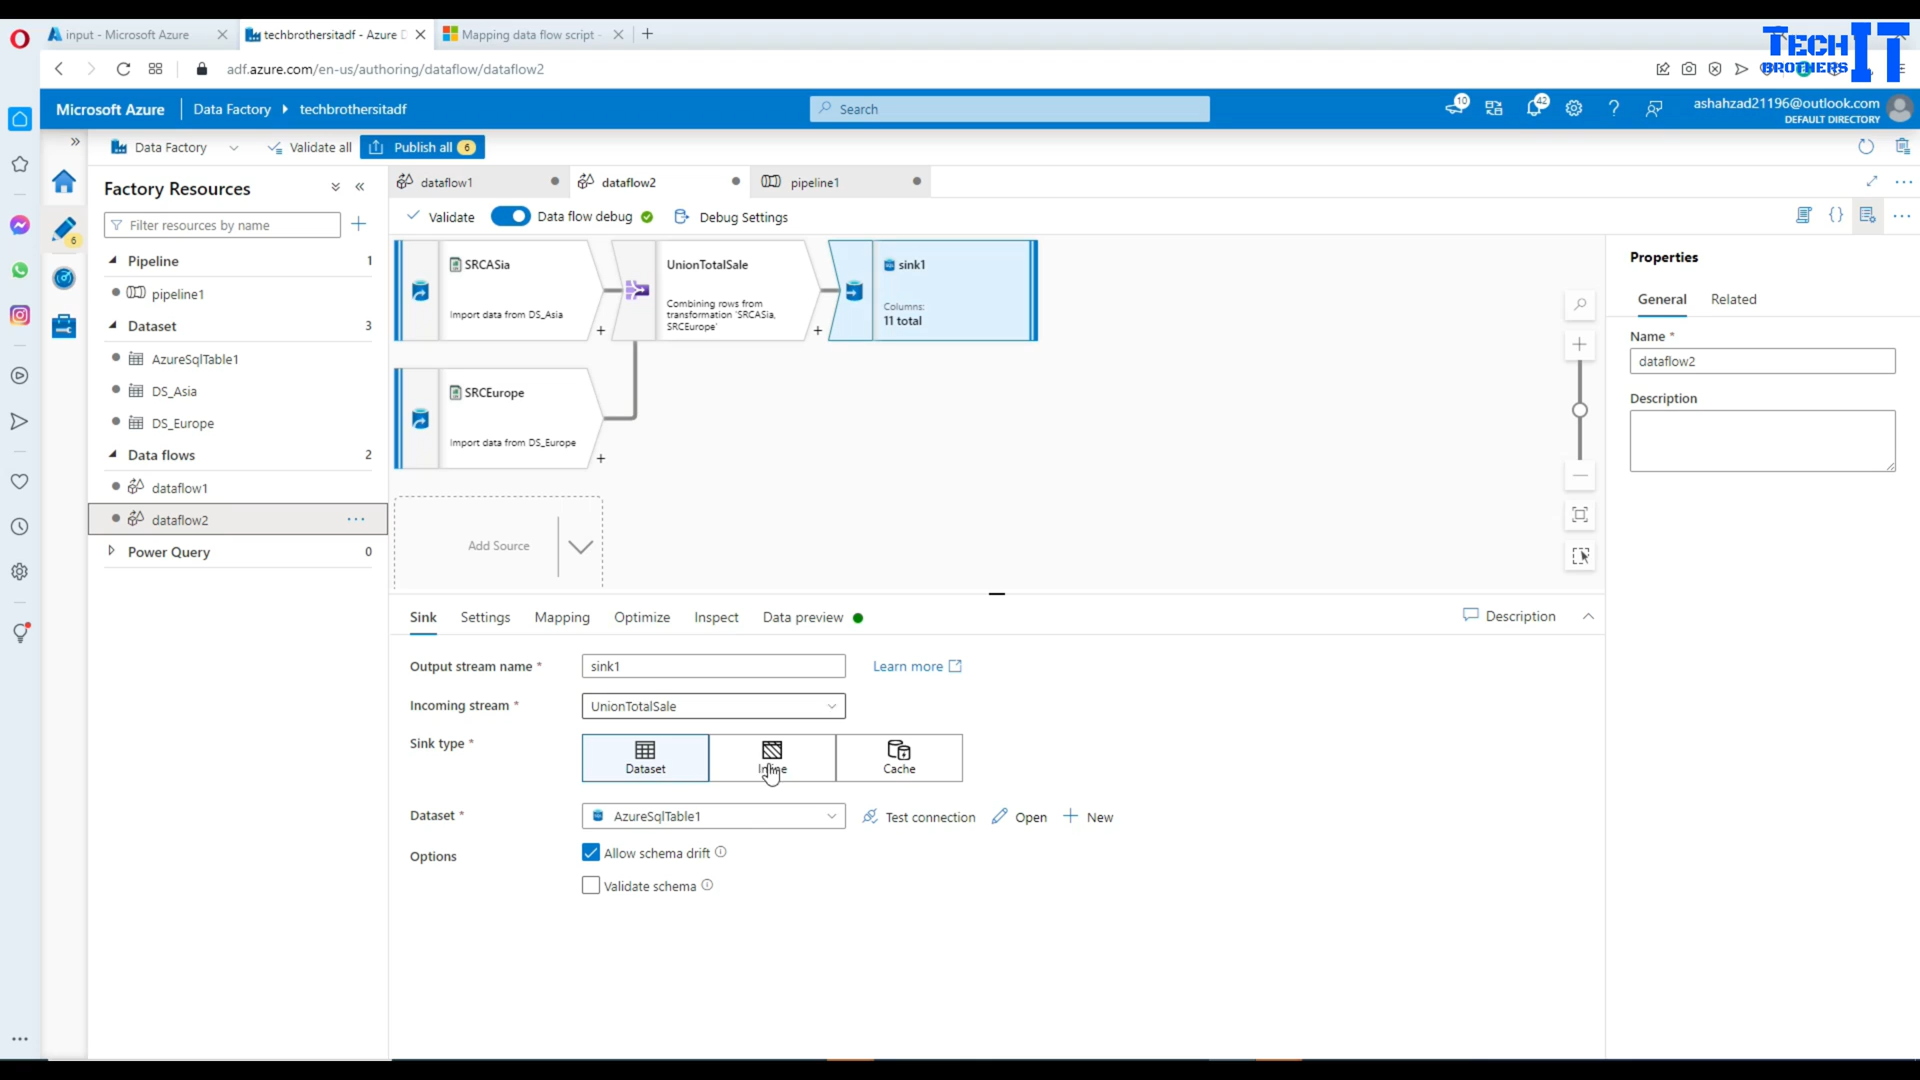 input - Microsoft Azure
techbrothersitadf - Azure D
Mapping data flow script -
TECH
BROTHERS
IT
adf.azure.com/en-us/authoring/dataflow/dataflow2
Microsoft Azure
Data Factory
techbrothersitadf
Search
10
42
ashahzad21196@outlook.com
DEFAULT DIRECTORY
Data Factory
Validate all
Publish all
6
Factory Resources
dataflow1
dataflow2
pipeline1
Filter resources by name
6
Validate
Data flow debug
Debug Settings
Pipeline
1
pipeline1
Dataset
3
AzureSqlTable1
DS_Asia
DS_Europe
Data flows
2
dataflow1
dataflow2
Power Query
0
SRCASia
Import data from DS_Asia
UnionTotalSale
Combining rows from
transformation 'SRCASia,
SRCEurope'
sink1
Columns:
11 total
SRCEurope
Import data from DS_Europe
Add Source
Properties
General
Related
Name *
dataflow2
Description
Sink
Settings
Mapping
Optimize
Inspect
Data preview
Description
Output stream name *
sink1
Learn more
Incoming stream *
UnionTotalSale
Sink type *
Dataset
Inline
Cache
Dataset *
AzureSqlTable1
Test connection
Open
New
Options
Allow schema drift
Validate schema